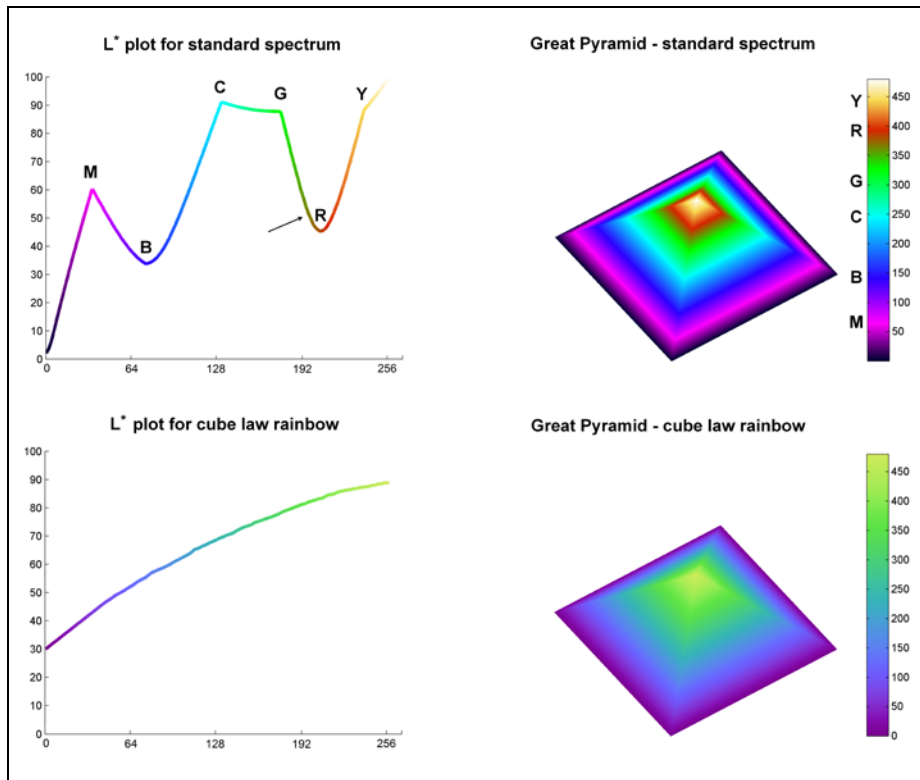 L* plot for standard spectrum
100
90
80
70
60
50
40
30
20
10
0
0 64 128 192 256
M
B
C
G
R
Y
Great Pyramid - standard spectrum
Y
R
G
C
B
M
450
400
350
300
250
200
150
100
50
L* plot for cube law rainbow
100
90
80
70
60
50
40
30
20
10
0
0 64 128 192 256
Great Pyramid - cube law rainbow
450
400
350
300
250
200
150
100
50
0